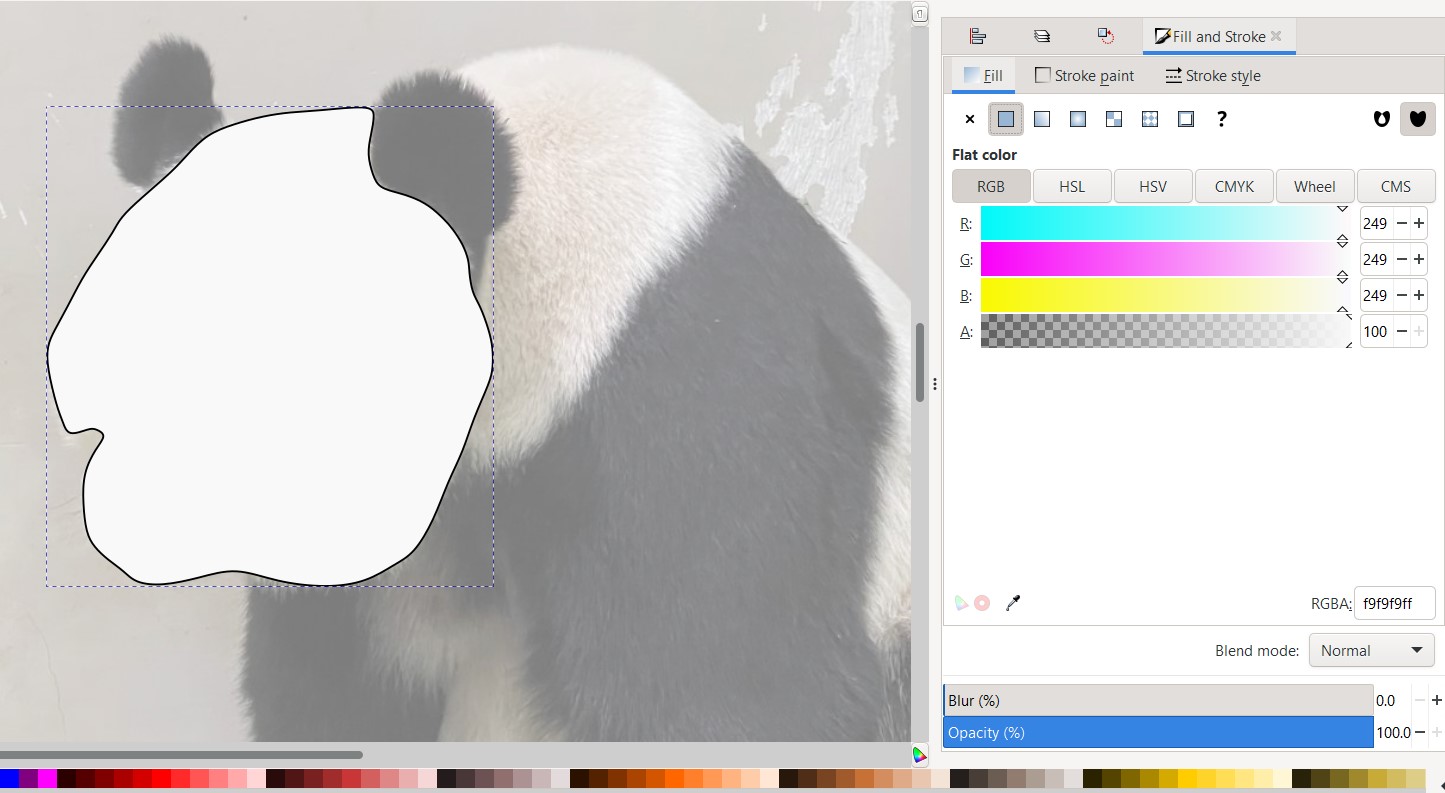 Fill and Stroke
Fill
Stroke paint
Stroke style
?
Flat color
RGB
HSL
HSV
CMYK
Wheel
CMS
R: 249
G: 249
B: 249
A: 100
RGBA: f9f9f9ff
Blend mode: Normal
Blur (%) 0.0
Opacity (%) 100.0